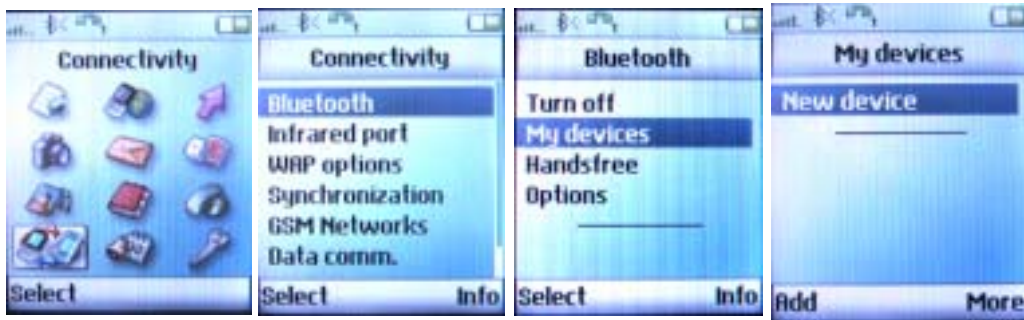 Connectivity
Select
Connectivity
Bluetooth
Infrared port
WAP options
Synchronization
GSM Networks
Data comm.
Select Info
Bluetooth
Turn off
My devices
Handsfree
Options
Select Info
My devices
New device
Add More